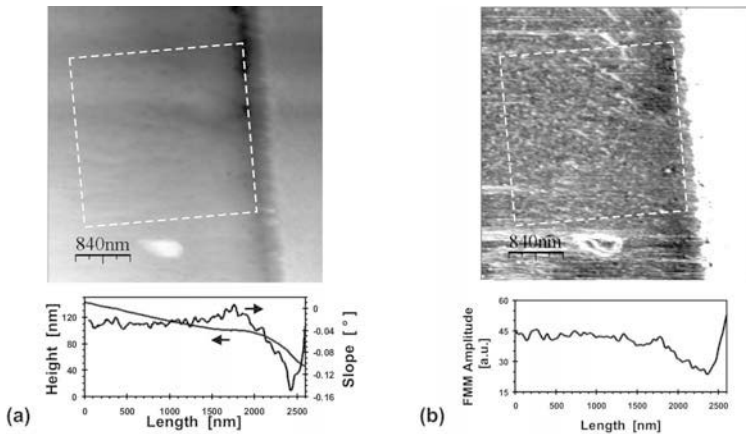 840nm
840nm
Height [nm]
120
80
40
0
0
-0.04
-0.08
-0.12
-0.16
Slope [°]
0 500 1000 1500 2000 2500
Length [nm]
(a)
FMM Amplitude
[a.u.]
60
45
30
15
0 500 1000 1500 2000 2500
Length [nm]
(b)